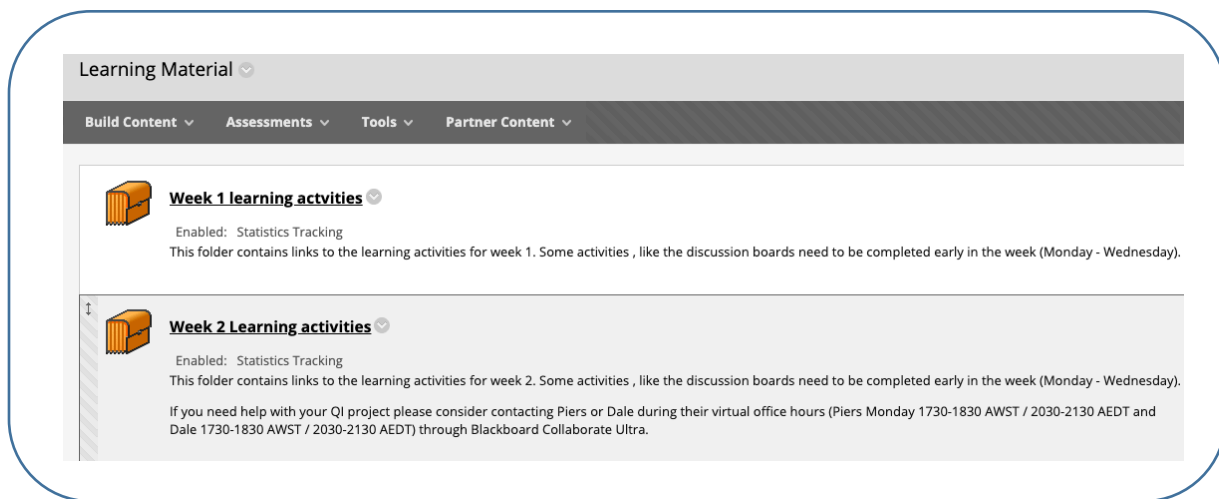 Learning Material
Build Content Assessments Tools Partner Content
Week 1 learning actvities
Enabled: Statistics Tracking
This folder contains links to the learning activities for week 1. Some activities , like the discussion boards need to be completed early in the week (Monday - Wednesday).
Week 2 Learning activities
Enabled: Statistics Tracking
This folder contains links to the learning activities for week 2. Some activities , like the discussion boards need to be completed early in the week (Monday - Wednesday).
If you need help with your QI project please consider contacting Piers or Dale during their virtual office hours (Piers Monday 1730-1830 AWST / 2030-2130 AEDT and
Dale 1730-1830 AWST / 2030-2130 AEDT) through Blackboard Collaborate Ultra.